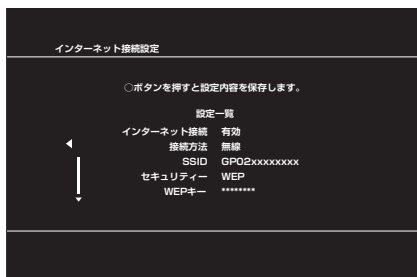 インターネット接続設定
○ボタンを押すと設定内容を保存します。
設定一覧
インターネット接続 有効
接続方法 無線
SSID GP02xxxxxxxx
セキュリティー WEP
WEPキー ********